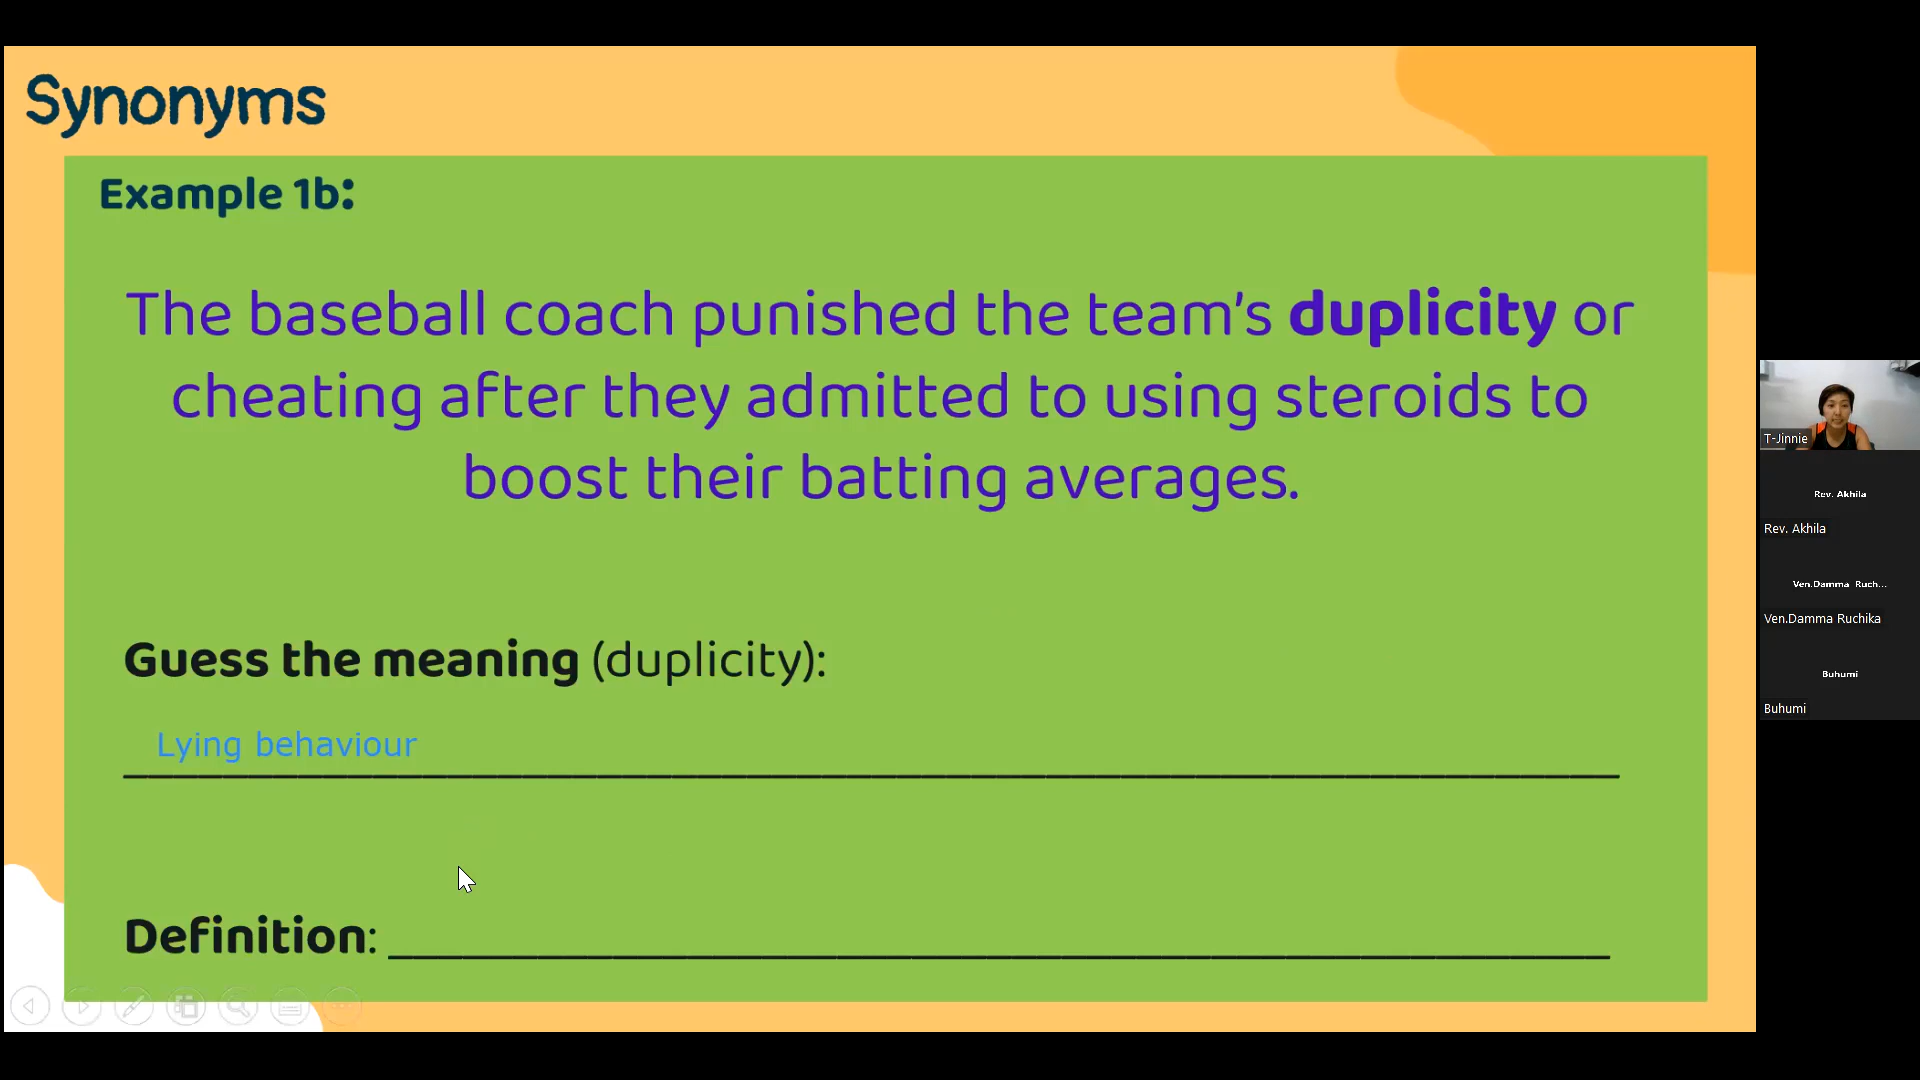 Synonyms
Example 1b:
The baseball coach punished the team’s duplicity or
cheating after they admitted to using steroids to
boost their batting averages.
Guess the meaning (duplicity):
Lying behaviour
Definition:
T-Jinnie
Rev. Akhila
Rev. Akhila
Ven.Damma Ruch...
Ven.Damma Ruchika
Buhumi
Buhumi